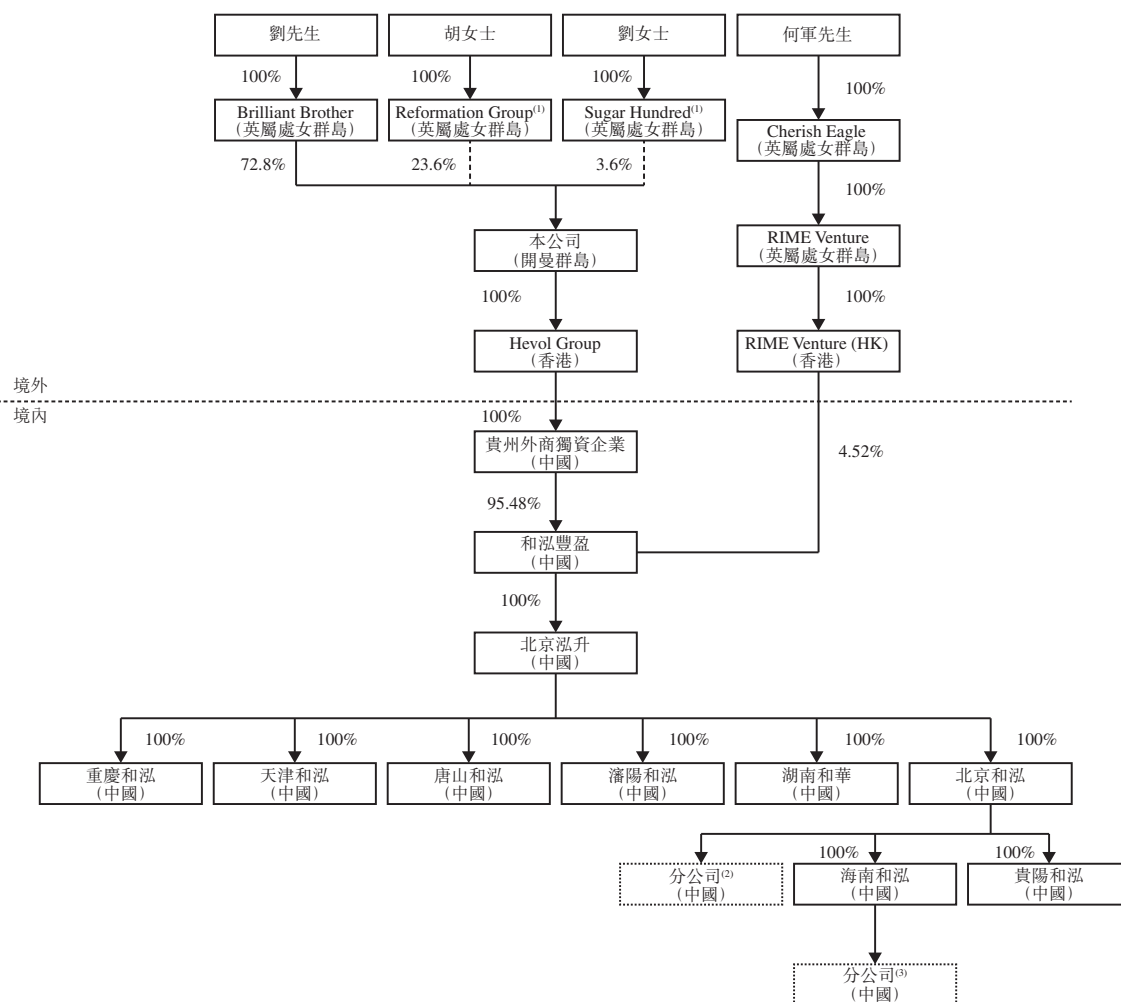 劉先生
胡女士
劉女士
何軍先生
100%
100%
100%
100%
Brilliant Brother
(英屬處女群島)
Reformation Group(1)
(英屬處女群島)
Sugar Hundred(1)
(英屬處女群島)
Cherish Eagle
(英屬處女群島)
72.8%
23.6%
3.6%
100%
本公司
(開曼群島)
RIME Venture
(英屬處女群島)
100%
100%
Hevol Group
(香港)
RIME Venture (HK)
(香港)
境外
境內
100%
貴州外商獨資企業
(中國)
4.52%
95.48%
和泓豐盈
(中國)
100%
北京泓升
(中國)
100%
100%
100%
100%
100%
100%
重慶和泓
(中國)
天津和泓
(中國)
唐山和泓
(中國)
瀋陽和泓
(中國)
湖南和華
(中國)
北京和泓
(中國)
100%
100%
分公司(2)
(中國)
海南和泓
(中國)
貴陽和泓
(中國)
分公司(3)
(中國)